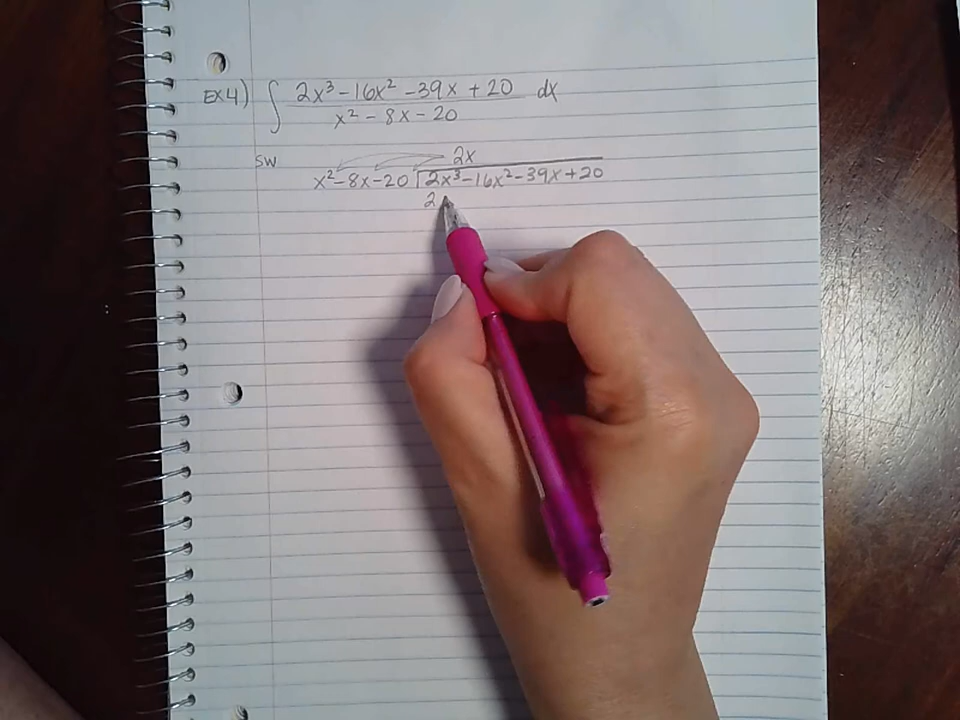 EX4) ∫ 2x³ - 16x² - 39x + 20 dx
x² - 8x - 20
SW
2x
x² - 8x - 20 2x³ - 16x² - 39x + 20
2